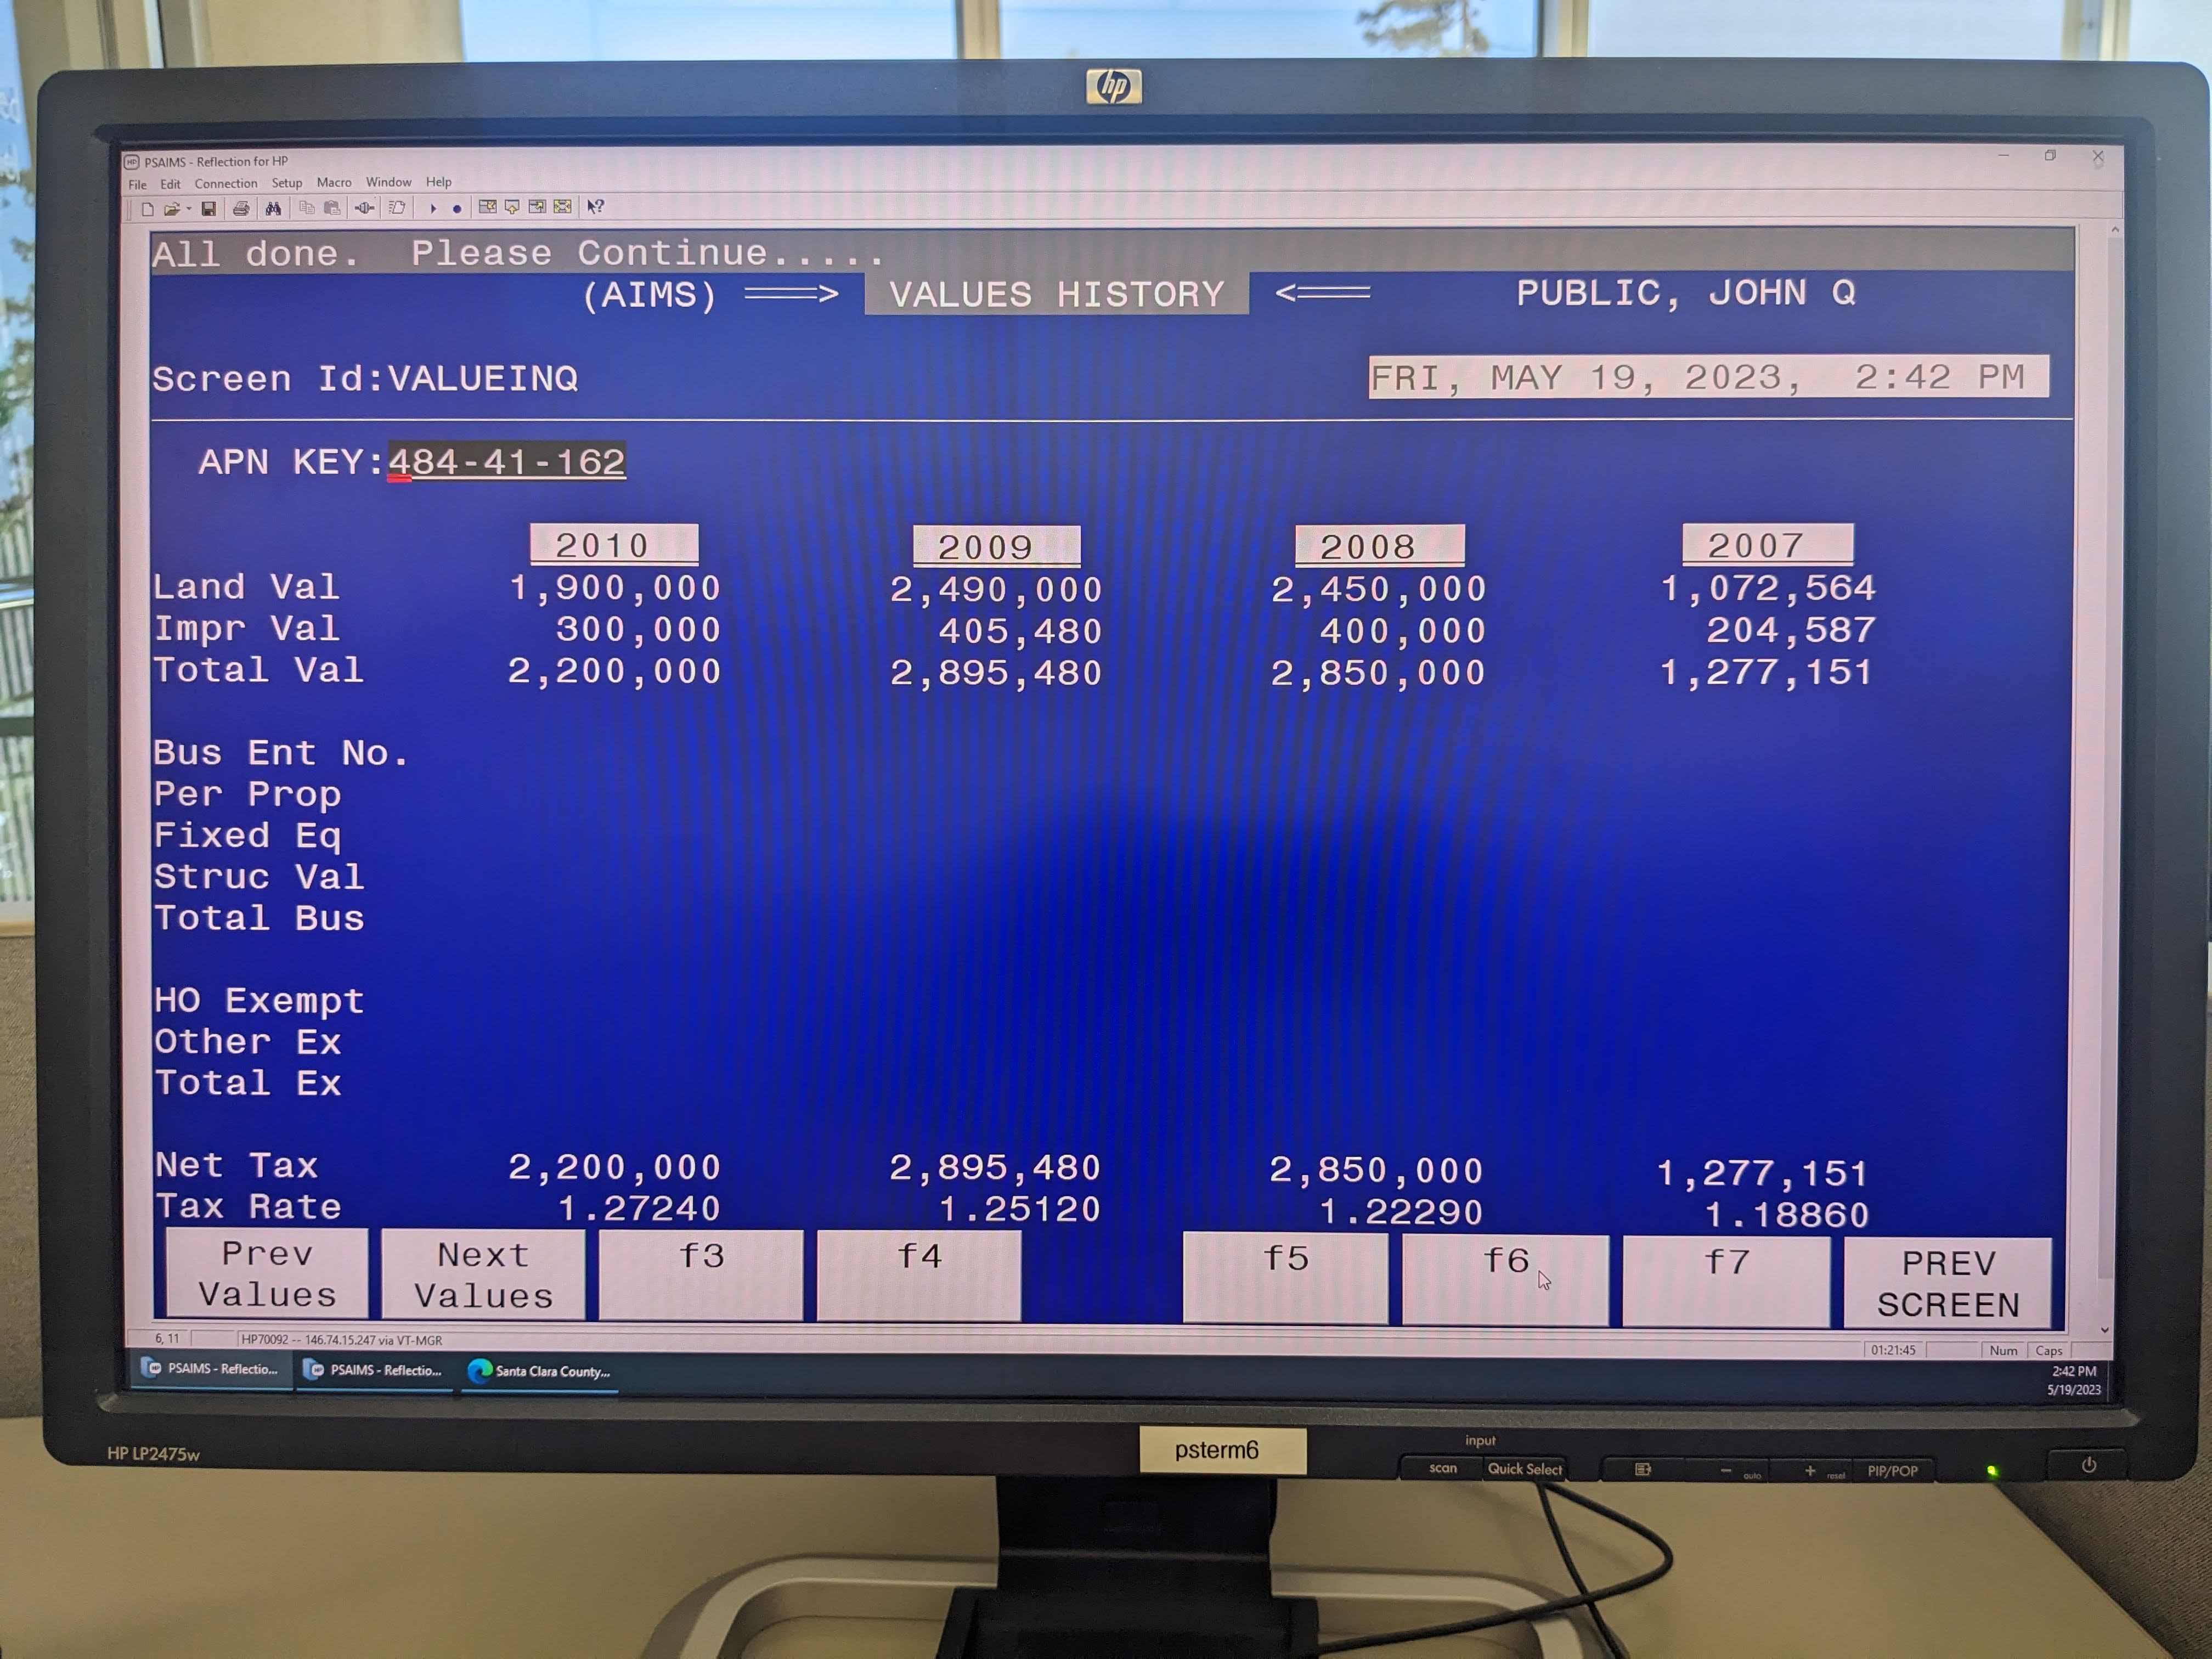 hp
PSAIMS - Reflection for HP
File Edit Connection Setup Macro Window Help
All done. Please Continue.....
(AIMS) ===> VALUES HISTORY <=== PUBLIC, JOHN Q
Screen Id:VALUEINQ FRI, MAY 19, 2023, 2:42 PM
APN KEY:484-41-162
2010 2009 2008 2007
Land Val 1,900,000 2,490,000 2,450,000 1,072,564
Impr Val 300,000 405,480 400,000 204,587
Total Val 2,200,000 2,895,480 2,850,000 1,277,151
Bus Ent No.
Per Prop
Fixed Eq
Struc Val
Total Bus
HO Exempt
Other Ex
Total Ex
Net Tax 2,200,000 2,895,480 2,850,000 1,277,151
Tax Rate 1.27240 1.25120 1.22290 1.18860
Prev Next f3 f4 f5 f6 f7 PREV
Values Values SCREEN
6, 11 HP70092 -- 146.74.15.247 via VT-MGR 01:21:45 Num Caps
PSAIMS - Reflectio... PSAIMS - Reflectio... Santa Clara County... 2:42 PM
5/19/2023
HP LP2475w
psterm6
input
scan Quick Select - auto + reset PIP/POP